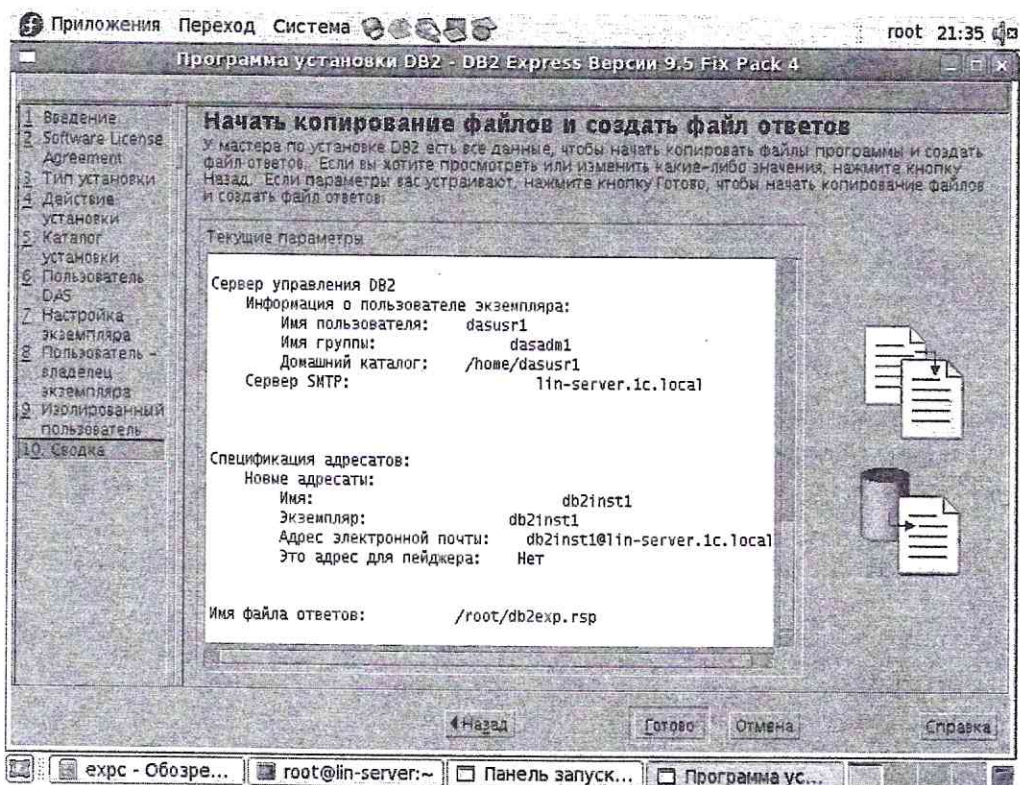 Приложения Переход Система root 21:35
Программа установки DB2 - DB2 Express Версии 9.5 Fix Pack 4
1 Введение
2. Software License
Agreement
3. Тип установки
4. Действие
установки
5. Каталог
установки
6. Пользователь
DAS
7. Настройка
экземпляра
8. Пользователь -
владелец
экземпляра
9. Изолированный
пользователь
10. Сводка
Начать копирование файлов и создать файл ответов
У мастера по установке DB2 есть все данные, чтобы начать копировать файлы программы и создать
файл ответов. Если вы хотите просмотреть или изменить какие-либо значения, нажмите кнопку
Назад. Если параметры вас устраивают, нажмите кнопку Готово, чтобы начать копирование файлов
и создать файл ответов.
Текущие параметры
Сервер управления DB2
Информация о пользователе экземпляра:
Имя пользователя: dasusr1
Имя группы: dasadm1
Домашний каталог: /home/dasusr1
Сервер SMTP: lin-server.1c.local
Спецификация адресатов:
Новые адресаты:
Имя: db2inst1
Экземпляр: db2inst1
Адрес электронной почты: db2inst1@lin-server.1c.local
Это адрес для пейджера: Нет
Имя файла ответов: /root/db2exp.rsp
Назад Готово Отмена Справка
expc - Обозре... root@lin-server:~ Панель запуск... Программа ус...